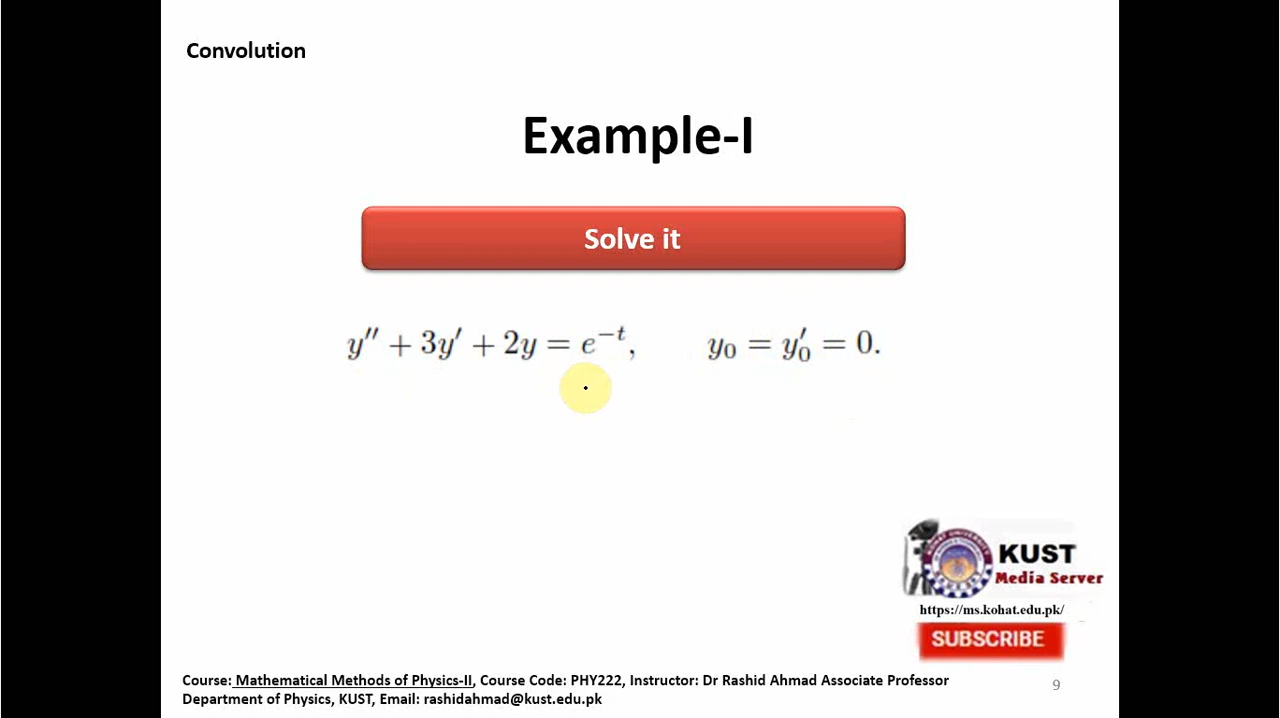 Convolution
Example-I
Solve it
y″ + 3y′ + 2y = e^{−t}, y₀ = y′₀ = 0.
KUST
Media Server
https://ms.kohat.edu.pk/
SUBSCRIBE
Course: Mathematical Methods of Physics-II, Course Code: PHY222, Instructor: Dr Rashid Ahmad Associate Professor
Department of Physics, KUST, Email: rashidahmad@kust.edu.pk
9